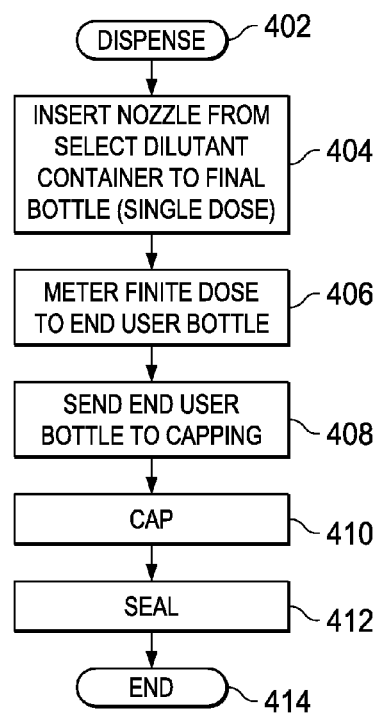 DISPENSE
402
INSERT NOZZLE FROM
SELECT DILUTANT
CONTAINER TO FINAL
BOTTLE (SINGLE DOSE)
404
METER FINITE DOSE
TO END USER BOTTLE
406
SEND END USER
BOTTLE TO CAPPING
408
CAP
410
SEAL
412
END
414